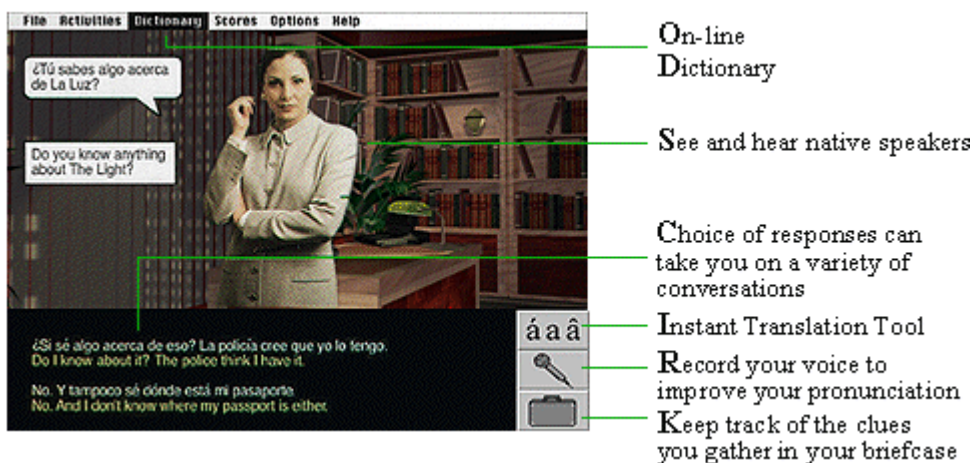 File Activities Dictionary Scores Options Help
¿Tú sabes algo acerca
de La Luz?
Do you know anything
about The Light?
¿Si sé algo acerca de eso? La policía cree que yo lo tengo.
Do I know about it? The police think I have it.
No. Y tampoco sé dónde está mi pasaporte.
No. And I don't know where my passport is either.
á a â
On-line
Dictionary
See and hear native speakers
Choice of responses can
take you on a variety of
conversations
Instant Translation Tool
Record your voice to
improve your pronunciation
Keep track of the clues
you gather in your briefcase